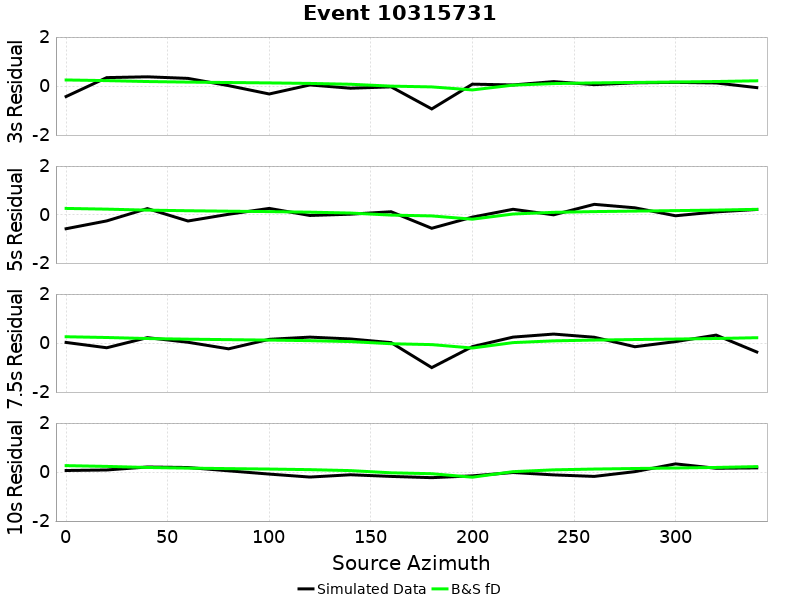 Event 10315731
3s Residual
2
0
-2
5s Residual
2
0
-2
7.5s Residual
2
0
-2
10s Residual
2
0
-2
0 50 100 150 200 250 300
Source Azimuth
Simulated Data B&S fD